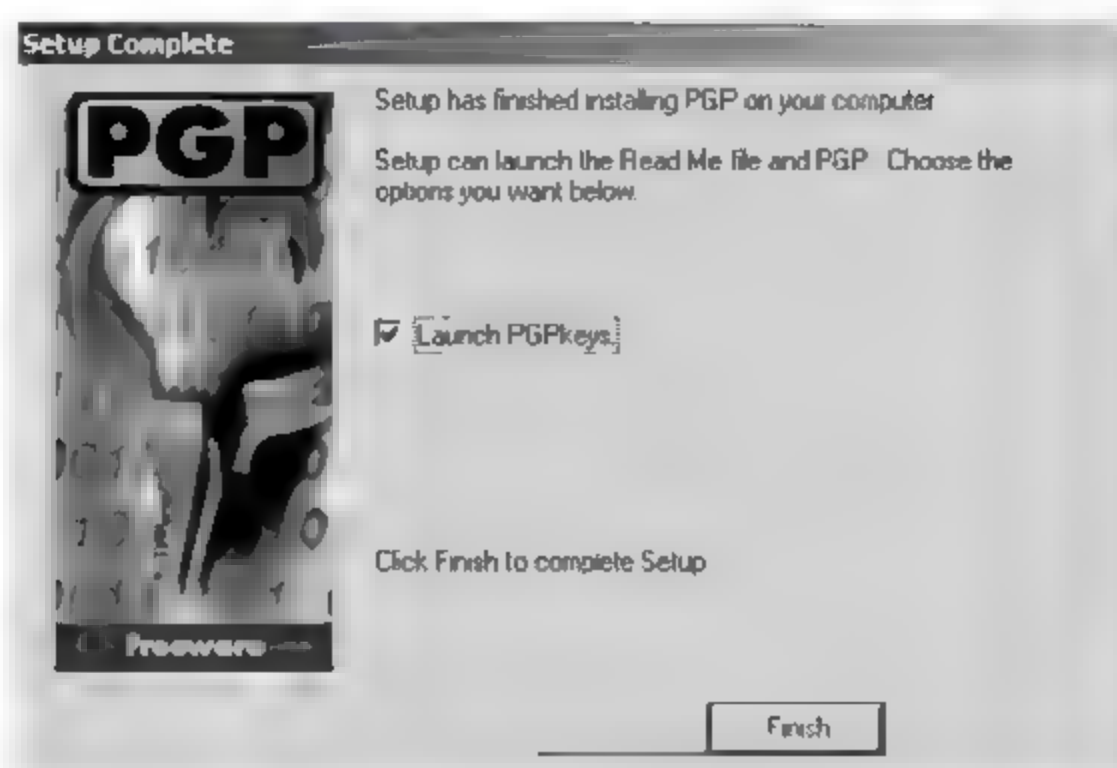 Setup Complete
PGP
Setup has finished installing PGP on your computer
Setup can launch the Read Me file and PGP Choose the
options you want below.
Launch PGPkeys.
Click Finish to complete Setup
Freeware
Finish